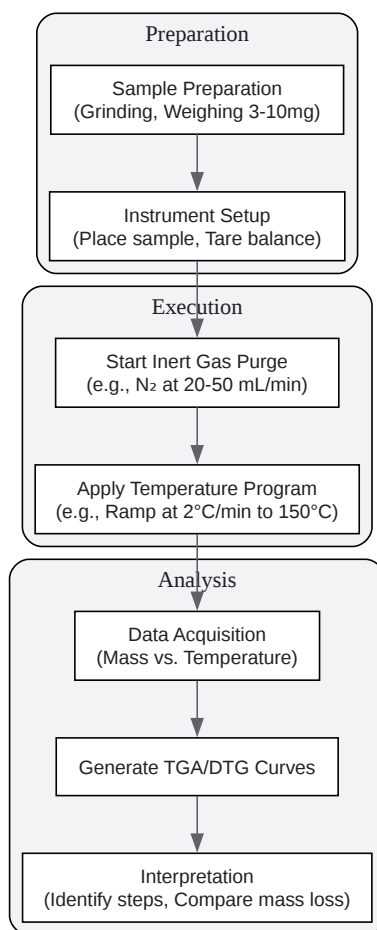 Preparation
Sample Preparation
(Grinding, Weighing 3-10mg)
Instrument Setup
(Place sample, Tare balance)
Execution
Start Inert Gas Purge
(e.g., N₂ at 20-50 mL/min)
Apply Temperature Program
(e.g., Ramp at 2°C/min to 150°C)
Analysis
Data Acquisition
(Mass vs. Temperature)
Generate TGA/DTG Curves
Interpretation
(Identify steps, Compare mass loss)